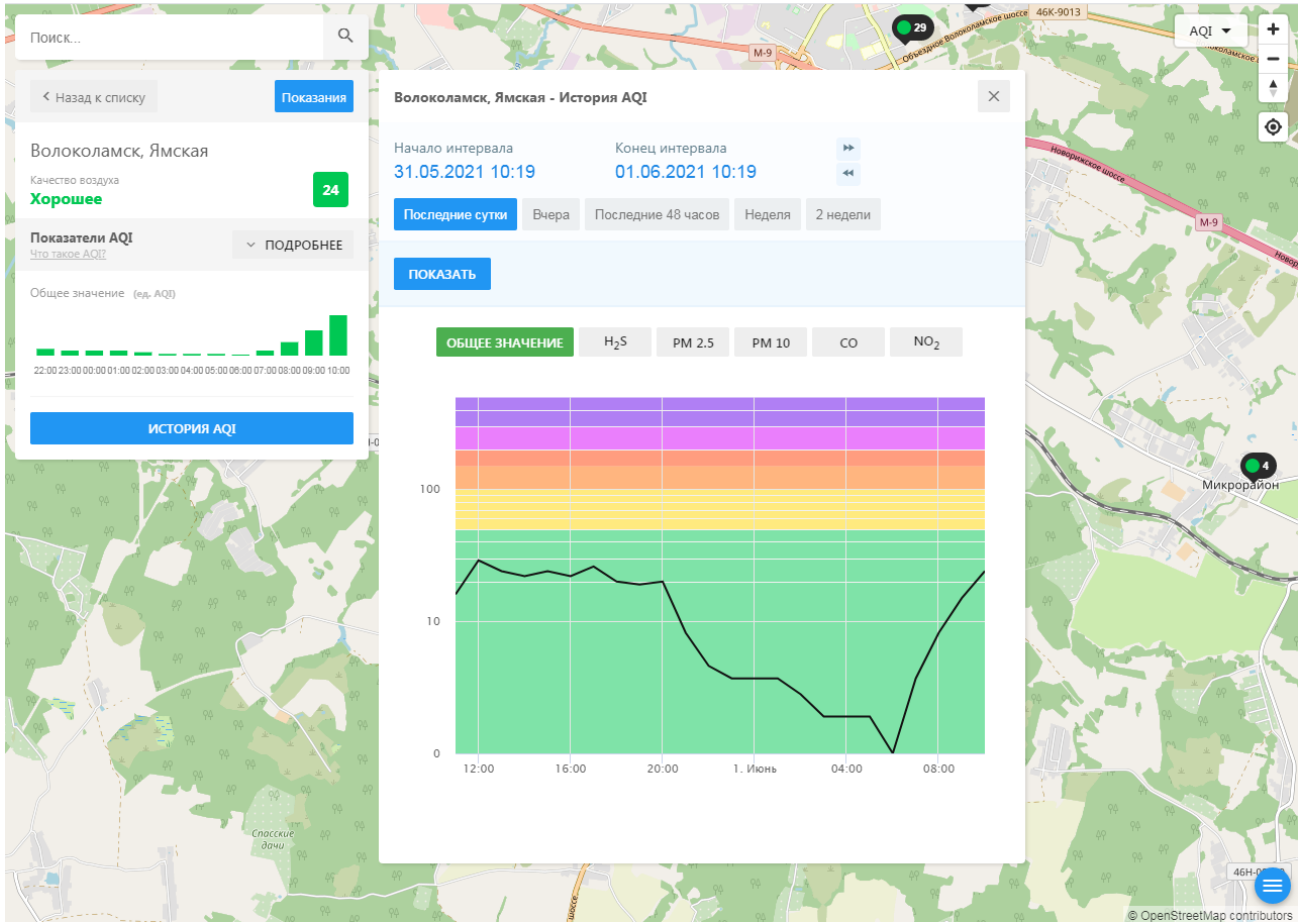 Поиск...
Назад к списку
Показания
Волоколамск, Ямская
Качество воздуха
Хорошее
24
Показатели AQI
Что такое AQI?
ПОДРОБНЕЕ
Общее значение (ед. AQI)
22:00 23:00 00:00 01:00 02:00 03:00 04:00 05:00 06:00 07:00 08:00 09:00 10:00
ИСТОРИЯ AQI
Волоколамск, Ямская - История AQI
Начало интервала
31.05.2021 10:19
Конец интервала
01.06.2021 10:19
Последние сутки
Вчера
Последние 48 часов
Неделя
2 недели
ПОКАЗАТЬ
ОБЩЕЕ ЗНАЧЕНИЕ
H₂S
PM 2.5
PM 10
CO
NO₂
100
10
0
12:00 16:00 20:00 1. Июнь 04:00 08:00
29
46К-9013
M-9
Объездное Волоколамское шоссе
AQI
Новорижское шоссе
M-9
4
Микрорайон
Спасские
дачи
шоссе
© OpenStreetMap contributors